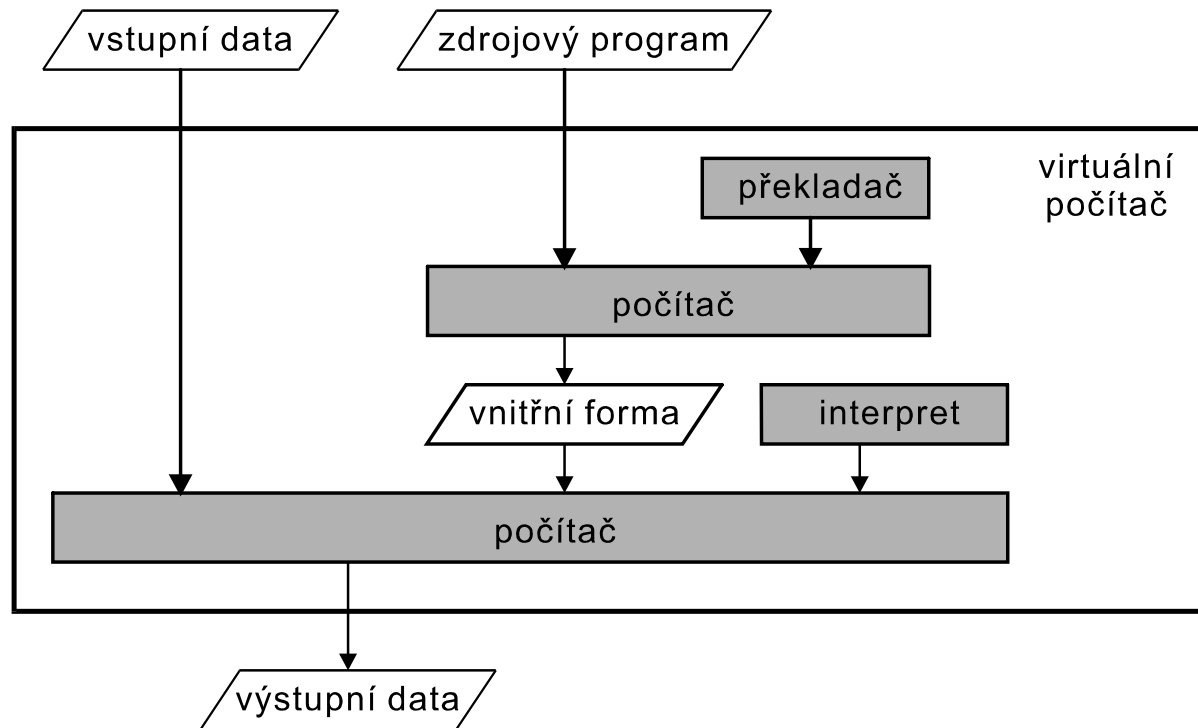 vstupní data
zdrojový program
virtuální
počítač
překladač
počítač
vnitřní forma
interpret
počítač
výstupní data